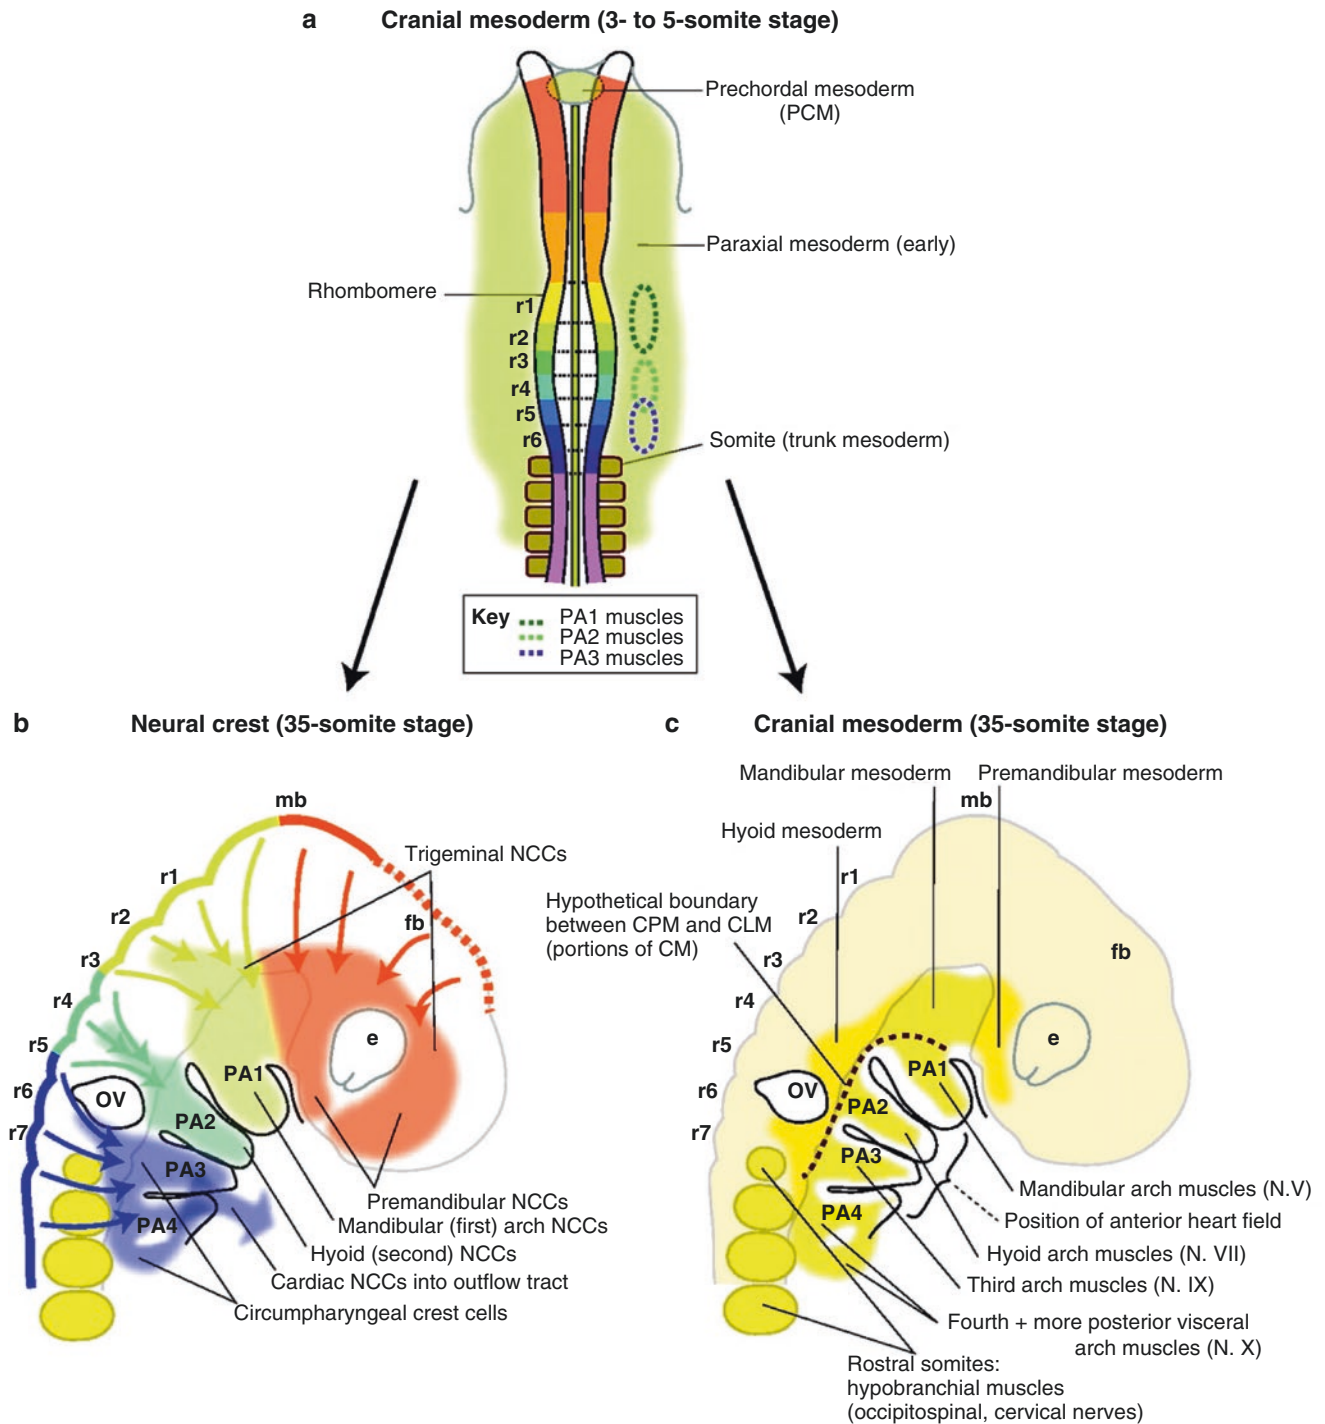 a Cranial mesoderm (3- to 5-somite stage)
Prechordal mesoderm
(PCM)
Paraxial mesoderm (early)
Rhombomere
r1
r2
r3
r4
r5
r6
Somite (trunk mesoderm)
Key PA1 muscles
PA2 muscles
PA3 muscles
b Neural crest (35-somite stage)
mb
Trigeminal NCCs
r1
r2
fb
r3
r4
r5
e
PA1
r6
OV
PA2
r7
PA3
PA4
Premandibular NCCs
Mandibular (first) arch NCCs
Hyoid (second) NCCs
Cardiac NCCs into outflow tract
Circumpharyngeal crest cells
c Cranial mesoderm (35-somite stage)
Mandibular mesoderm Premandibular mesoderm
mb
Hyoid mesoderm
r1
Hypothetical boundary
between CPM and CLM
(portions of CM)
r2
fb
r3
r4
r5
e
PA1
r6
OV
PA2
r7
PA3
PA4
Mandibular arch muscles (N.V)
Position of anterior heart field
Hyoid arch muscles (N. VII)
Third arch muscles (N. IX)
Fourth + more posterior visceral
arch muscles (N. X)
Rostral somites:
hypobranchial muscles
(occipitospinal, cervical nerves)